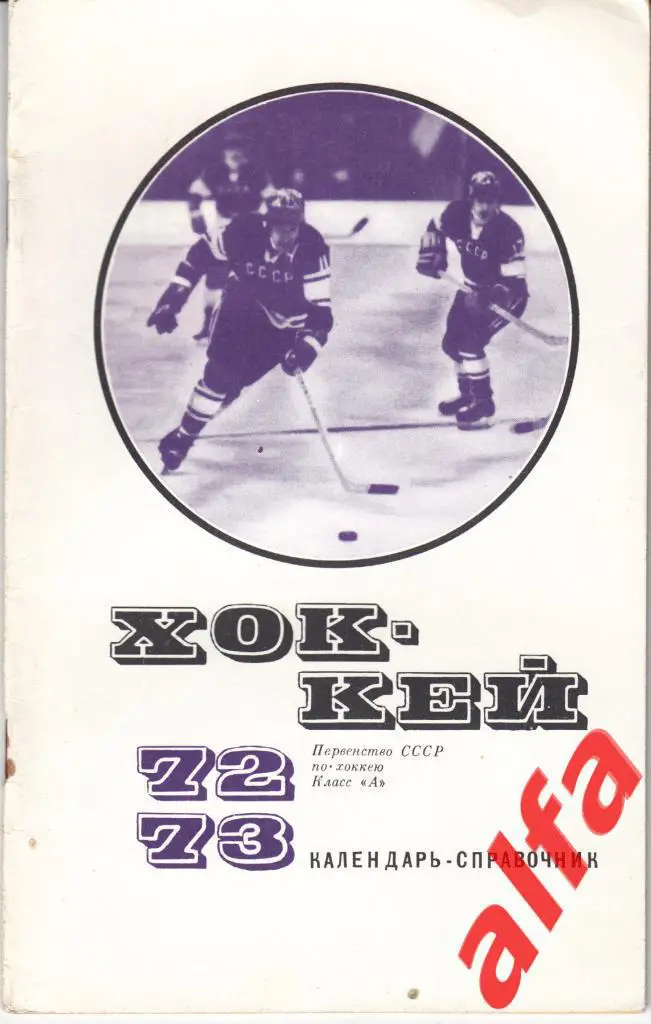 СССР
СССР
ХОК-
КЕЙ
72
73
Первенство СССР
по хоккею
Класс «А»
КАЛЕНДАРЬ-СПРАВОЧНИК
alfa